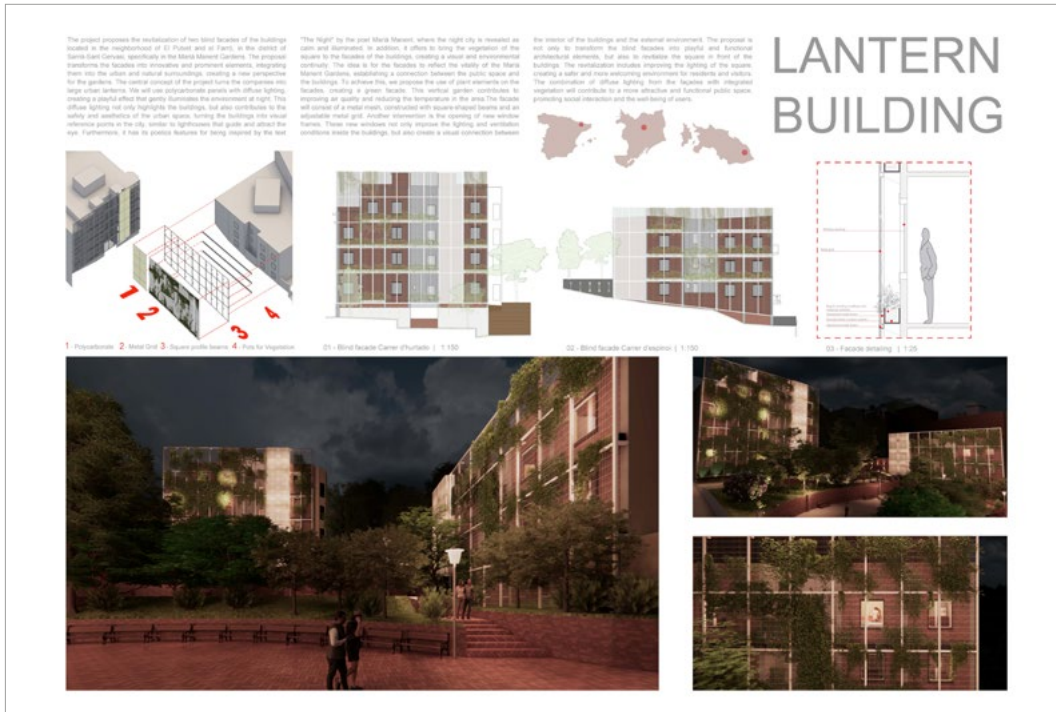 The project proposes the revitalization of two blind facades of the buildings
located in the neighborhood of El Putxet and el Farró, in the district of
Sarrià-Sant Gervasi, specifically in the Marià Manent Gardens. The proposal
transforms the facades into innovative and prominent elements, integrating
them into the urban and natural surroundings, creating a new perspective
for the gardens. The central concept of the project turns the companies into
large urban lanterns. We will use polycarbonate panels with diffuse lighting,
creating a playful effect that gently illuminates the environment at night. This
diffuse lighting not only highlights the buildings, but also contributes to the
safety and aesthetics of the urban space, turning the buildings into visual
reference points in the city, similar to lighthouses that guide and attract the
eye. Furthermore, it has its poetics features for being inspired by the text
"The Night" by the poet Marià Manent, where the night city is revealed as
calm and illuminated. In addition, it offers to bring the vegetation of the
square to the facades of the buildings, creating a visual and environmental
continuity. The idea is for the facades to reflect the vitality of the Marià
Manent Gardens, establishing a connection between the public space and
the buildings. To achieve this, we propose the use of plant elements on the
facades, creating a green facade. This vertical garden contributes to
improving air quality and reducing the temperature in this area.The facade
will consist of a metal mesh, constructed with square-shaped beams and an
adjustable metal grid. Another intervention is the opening of new window
frames. These new windows not only improve the lighting and ventilation
conditions inside the buildings, but also create a visual connection between
the interior of the buildings and the external environment. The proposal is
not only to transform the blind facades into playful and functional
architectural elements, but also to revitalize the square in front of the
buildings. The revitalization includes improving the lighting of the square,
creating a safer and more welcoming environment for residents and visitors.
The combination of diffuse lighting from the facades with integrated
vegetation will contribute to a more attractive and functional public space,
promoting social interaction and the well-being of users.
LANTERN
BUILDING
1
2
3
4
1 - Polycarbonate 2 - Metal Grid 3 - Square profile beams 4 - Pots for Vegetation
01 - Blind facade Carrer d'hurtado | 1:150
02 - Blind facade Carrer d'espinoi | 1:150
03 - Facade detailing | 1:25